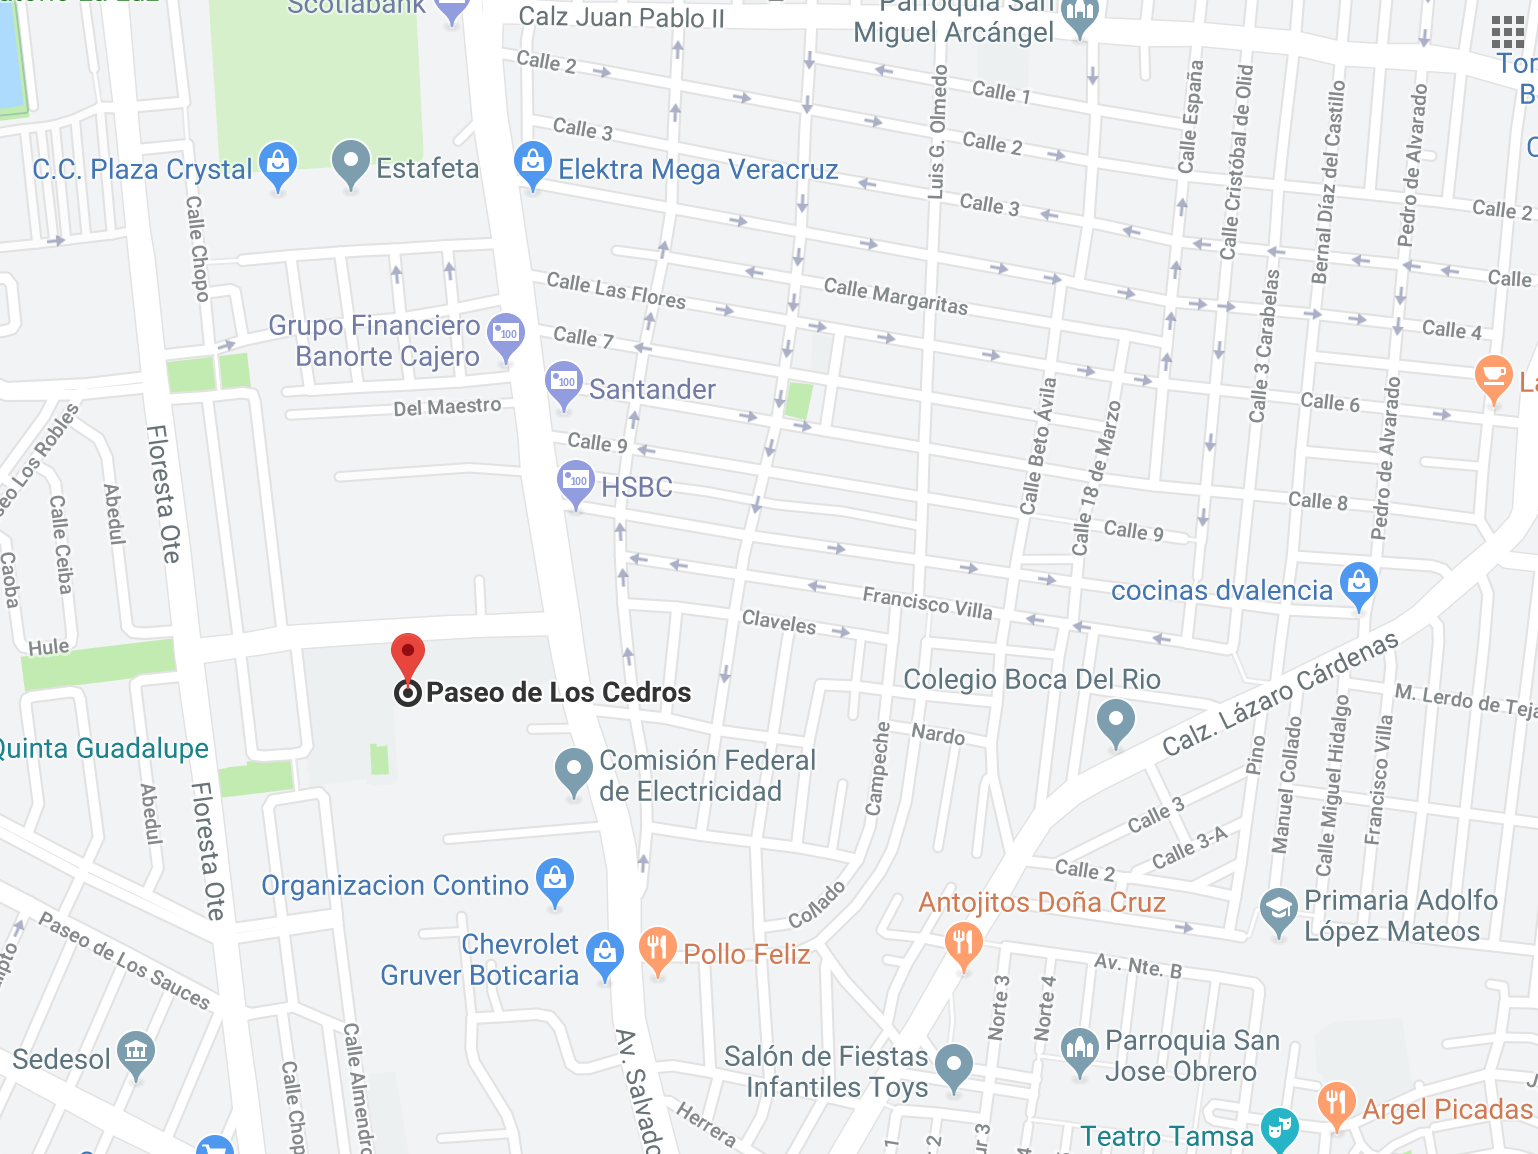 Scotiabank
Calz Juan Pablo II
Parroquia San
Miguel Arcángel
Calle 2
Calle 1
Calle 3
Calle 2
Luis G. Olmedo
Calle España
Calle Cristóbal de Olid
Bernal Díaz del Castillo
Pedro de Alvarado
C.C. Plaza Crystal
Estafeta
Elektra Mega Veracruz
Calle Chopo
Calle 3
Calle 2
Calle Las Flores
Calle Margaritas
Calle
Calle 4
Grupo Financiero
Banorte Cajero
100
Calle 7
Calle 3 Carabelas
100
Santander
Del Maestro
Calle 6
Calle 9
Calle Beto Ávila
Calle 18 de Marzo
Pedro de Alvarado
Floresta Ote
Los Robles
Abedul
Calle Ceiba
Caoba
100
HSBC
Calle 8
Calle 9
Francisco Villa
cocinas dvalencia
Claveles
Hule
Paseo de Los Cedros
Colegio Boca Del Rio
Calz. Lázaro Cárdenas
M. Lerdo de Teja
Quinta Guadalupe
Nardo
Campeche
Pino
Manuel Collado
Calle Miguel Hidalgo
Francisco Villa
Comisión Federal
de Electricidad
Abedul
Floresta Ote
Calle 3
Calle 3-A
Calle 2
Organizacion Contino
Collado
Antojitos Doña Cruz
Primaria Adolfo
López Mateos
Paseo de Los Sauces
Chevrolet
Gruver Boticaria
Pollo Feliz
Av. Nte. B
Norte 3
Norte 4
Sedesol
Calle Almendro
Calle Chop
Av. Salvado
Salón de Fiestas
Infantiles Toys
Parroquia San
Jose Obrero
Herrera
Argel Picadas
Teatro Tamsa